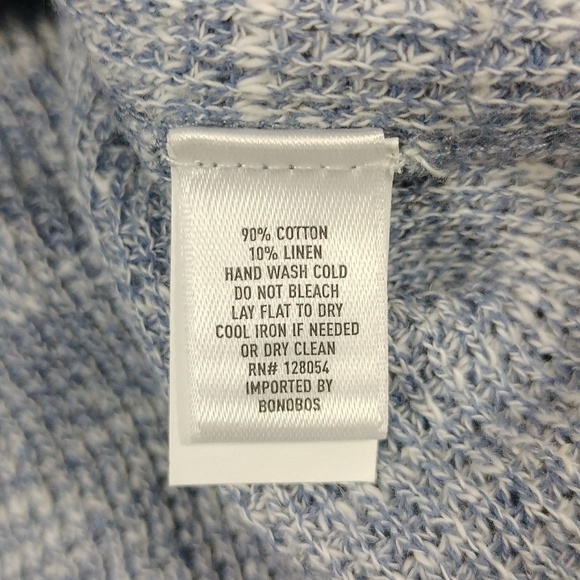 90% COTTON
10% LINEN
HAND WASH COLD
DO NOT BLEACH
LAY FLAT TO DRY
COOL IRON IF NEEDED
OR DRY CLEAN
RN# 128054
IMPORTED BY
BONOBOS